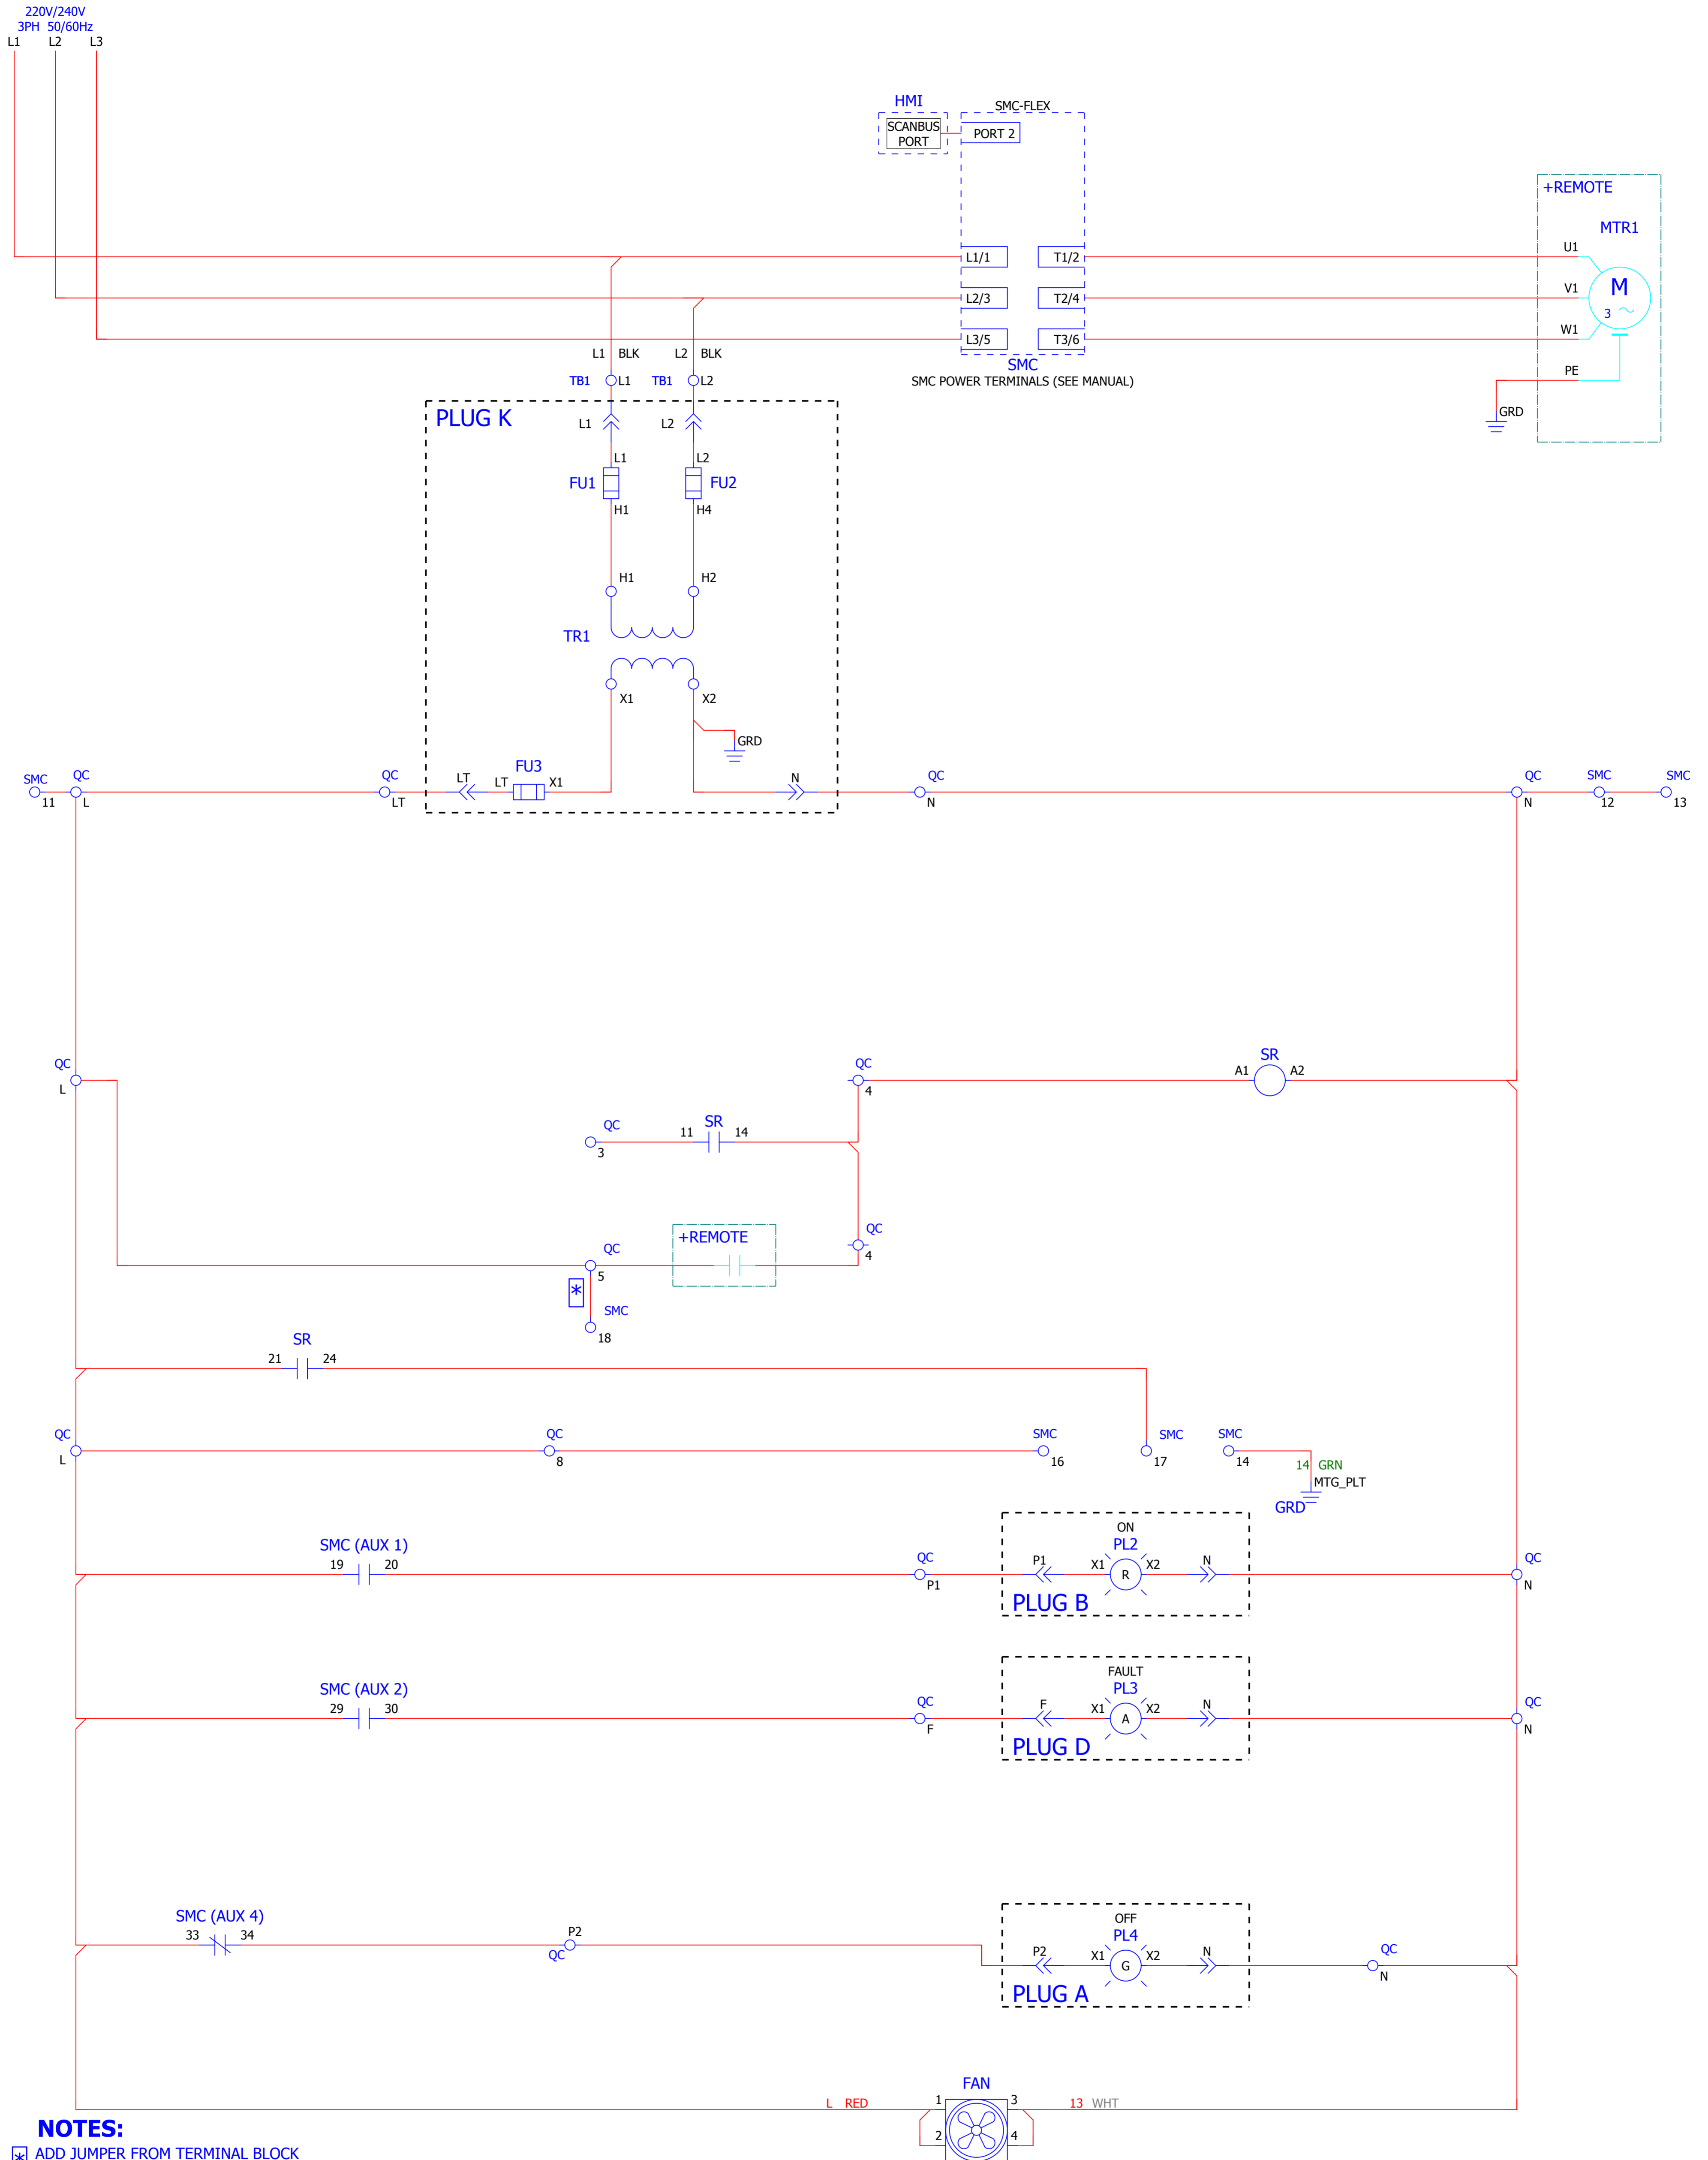 220V/240V
3PH 50/60Hz
L1 L2 L3
HMI
SCANBUS
PORT
SMC-FLEX
PORT 2
+REMOTE
MTR1
L1/1 T1/2 U1
L2/3 T2/4 V1
M
3
L3/5 T3/6 W1
SMC
SMC POWER TERMINALS (SEE MANUAL)
PE
GRD
L1 BLK L2 BLK
TB1 L1 TB1 L2
PLUG K
L1 L2
L1 L2
FU1 FU2
H1 H4
H1 H2
TR1
X1 X2
GRD
SMC QC QC FU3 QC QC SMC SMC
LT LT X1 N
11 L LT N N 12 13
QC QC SR
L 4 A1 A2
QC SR
3 11 14
QC
4
+REMOTE
QC
5
*
SMC
18
SR
21 24
QC QC SMC SMC SMC
L 8 16 17 14
14 GRN
MTG_PLT
GRD
SMC (AUX 1)
19 20
QC
P1
ON
PL2
P1 X1 R X2 N
PLUG B
QC
N
SMC (AUX 2)
29 30
QC
F
FAULT
PL3
F X1 A X2 N
PLUG D
QC
N
SMC (AUX 4)
33 34
P2
QC
OFF
PL4
P2 X1 G X2 N
PLUG A
QC
N
FAN
L RED 1 3 13 WHT
2 4
NOTES:
* ADD JUMPER FROM TERMINAL BLOCK